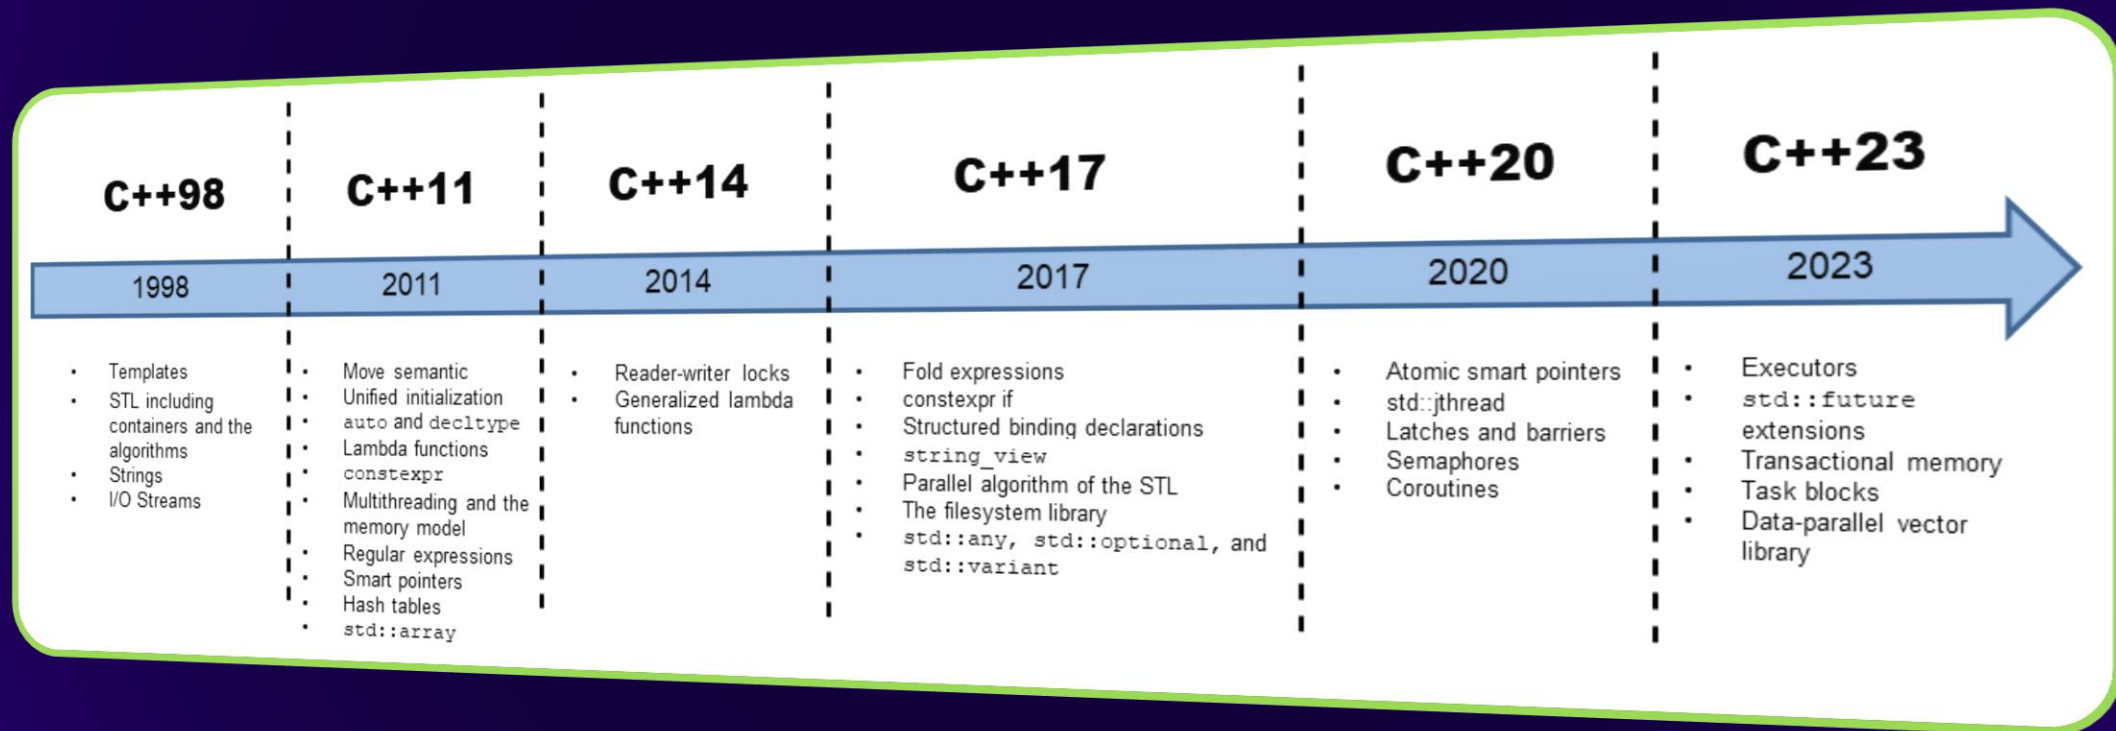 C++98
C++11
C++14
C++17
C++20
C++23
1998
2011
2014
2017
2020
2023
• Templates
• STL including
containers and the
algorithms
• Strings
• I/O Streams
• Move semantic
• Unified initialization
• auto and decltype
• Lambda functions
• constexpr
• Multithreading and the
memory model
• Regular expressions
• Smart pointers
• Hash tables
• std::array
• Reader-writer locks
• Generalized lambda
functions
• Fold expressions
• constexpr if
• Structured binding declarations
• string_view
• Parallel algorithm of the STL
• The filesystem library
• std::any, std::optional, and
std::variant
• Atomic smart pointers
• std::jthread
• Latches and barriers
• Semaphores
• Coroutines
• Executors
• std::future
extensions
• Transactional memory
• Task blocks
• Data-parallel vector
library